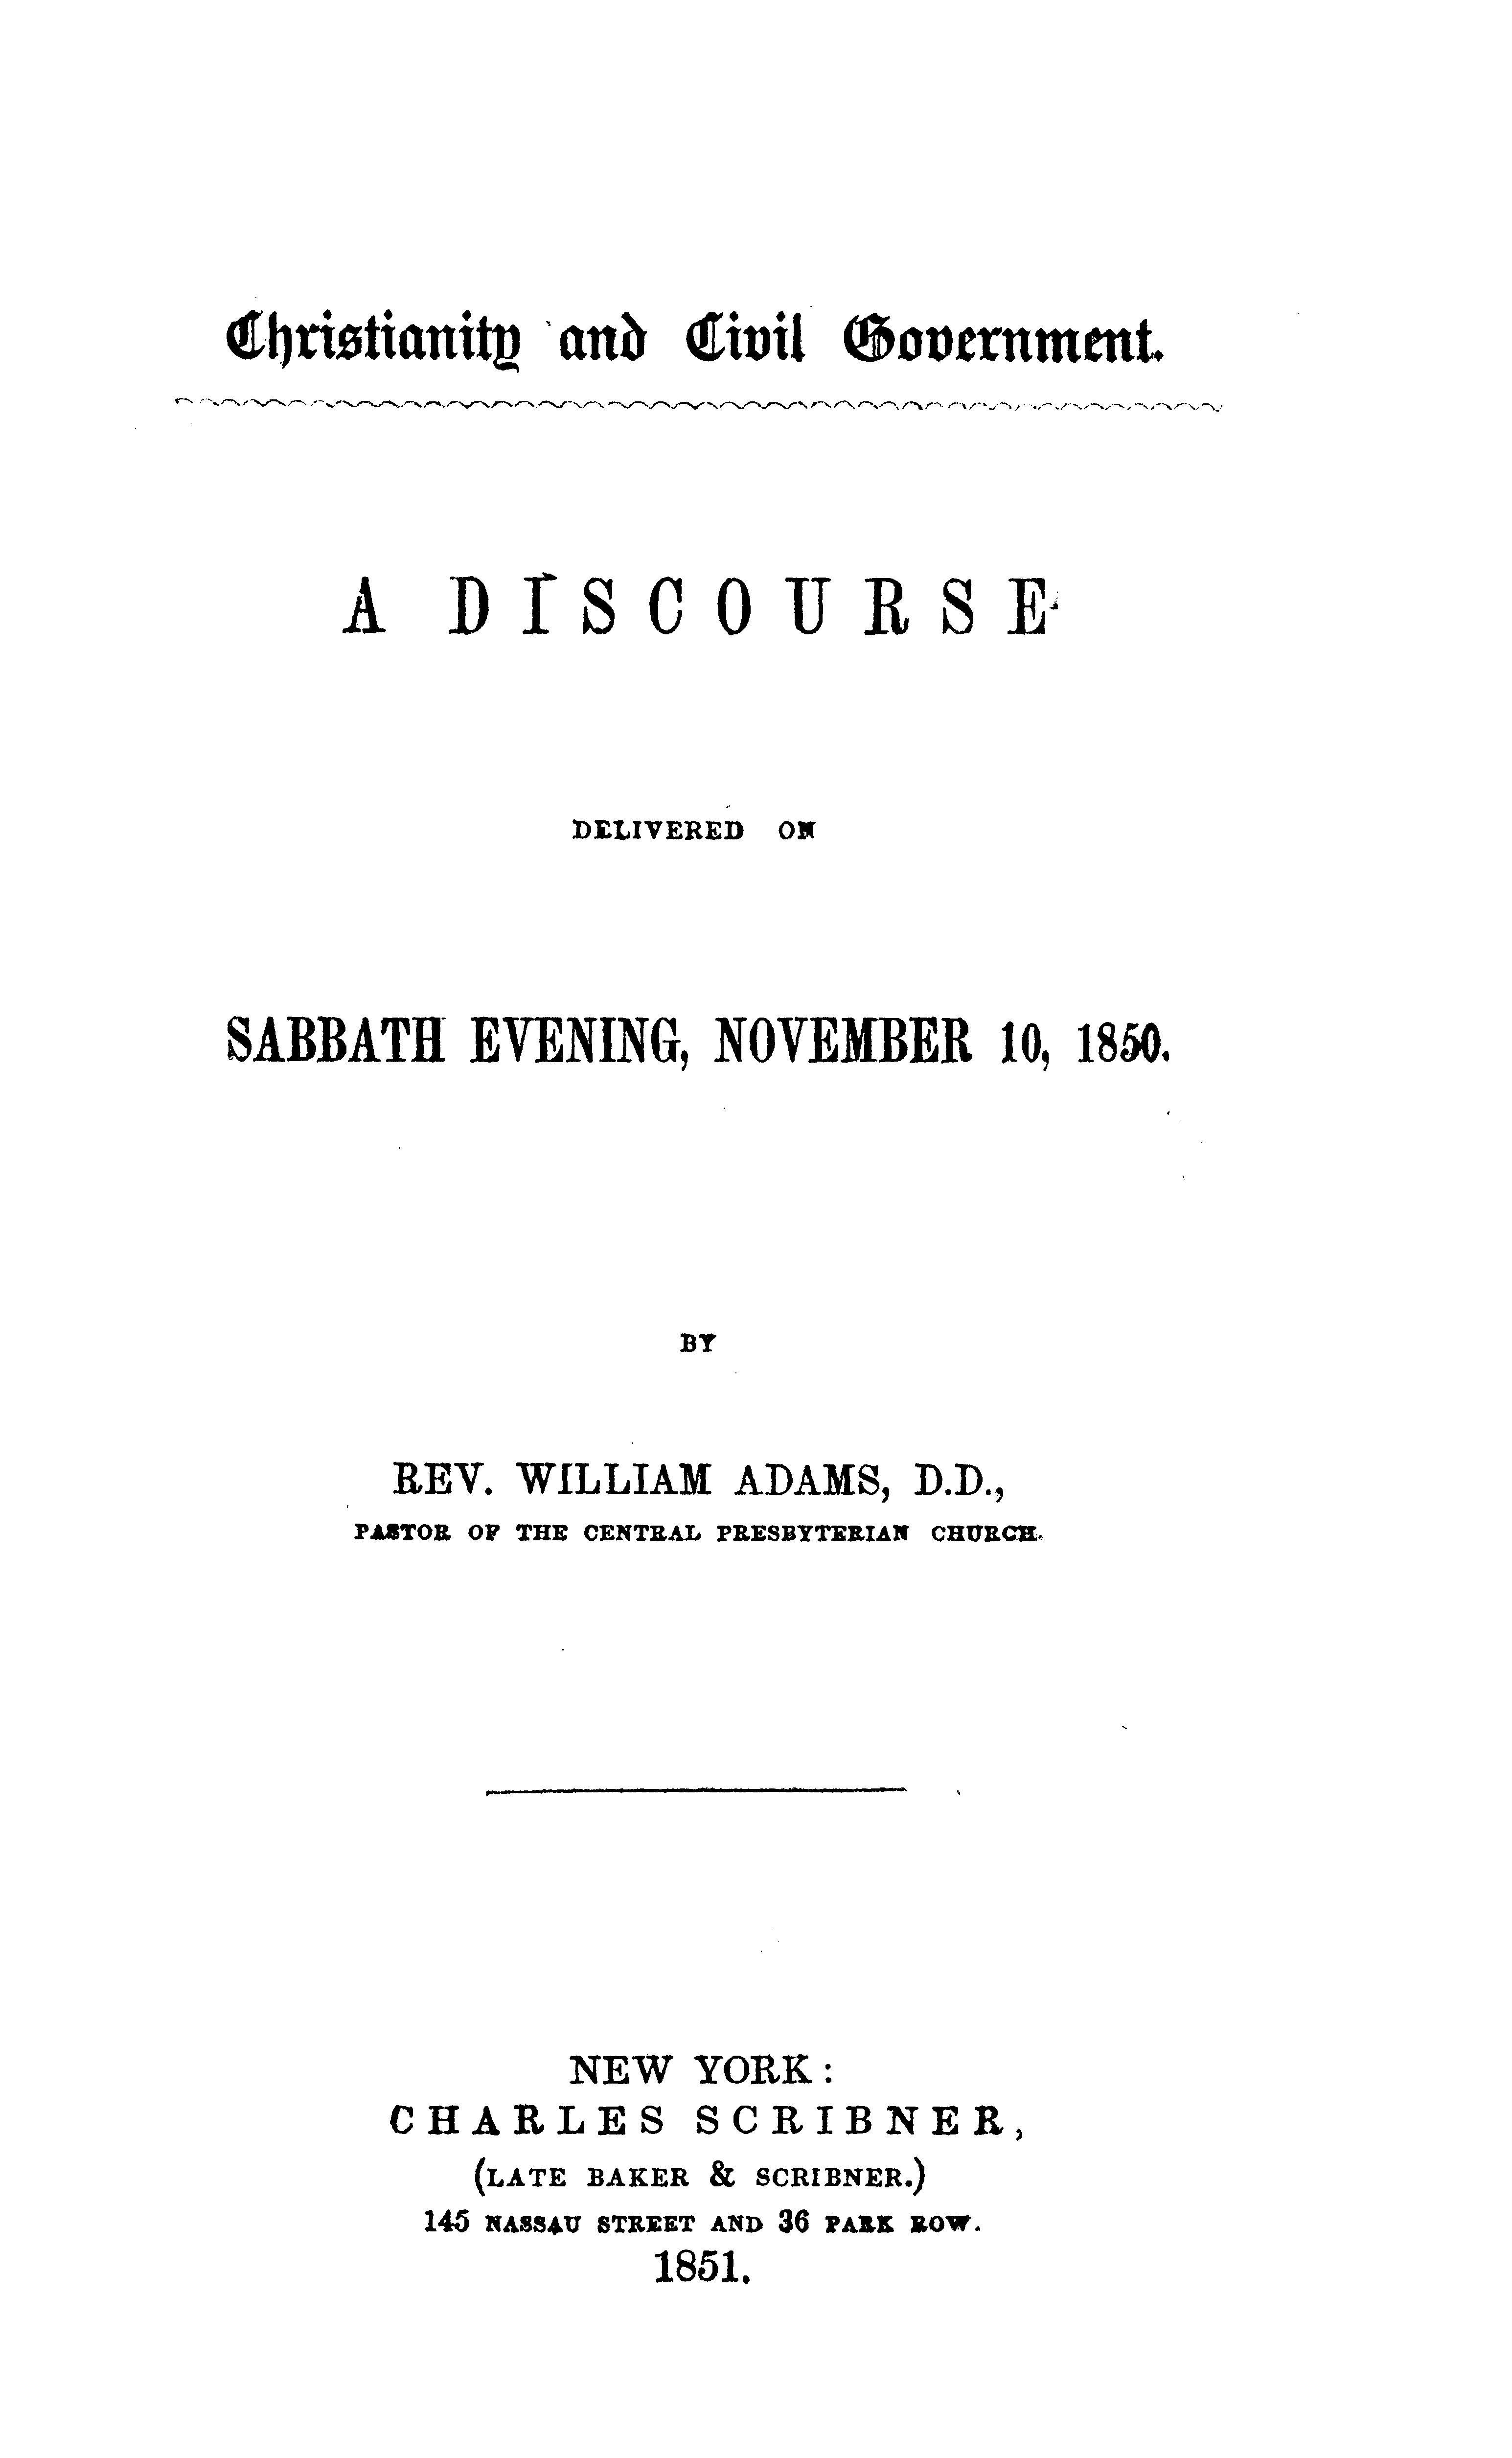 Christianity and Civil Government.
A DISCOURSE
DELIVERED ON
SABBATH EVENING, NOVEMBER 10, 1850.
BY
REV. WILLIAM ADAMS, D.D.,
PASTOR OF THE CENTRAL PRESBYTERIAN CHURCH.
NEW YORK:
CHARLES SCRIBNER,
(LATE BAKER & SCRIBNER.)
145 NASSAU STREET AND 36 PARK ROW.
1851.